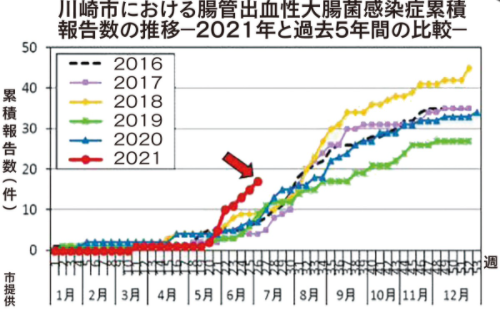 川崎市における腸管出血性大腸菌感染症累積
報告数の推移─2021年と過去5年間の比較─
累積報告数(件)
50
40
30
20
10
0
2016
2017
2018
2019
2020
2021
週
1月 2月 3月 4月 5月 6月 7月 8月 9月 10月 11月 12月
市提供